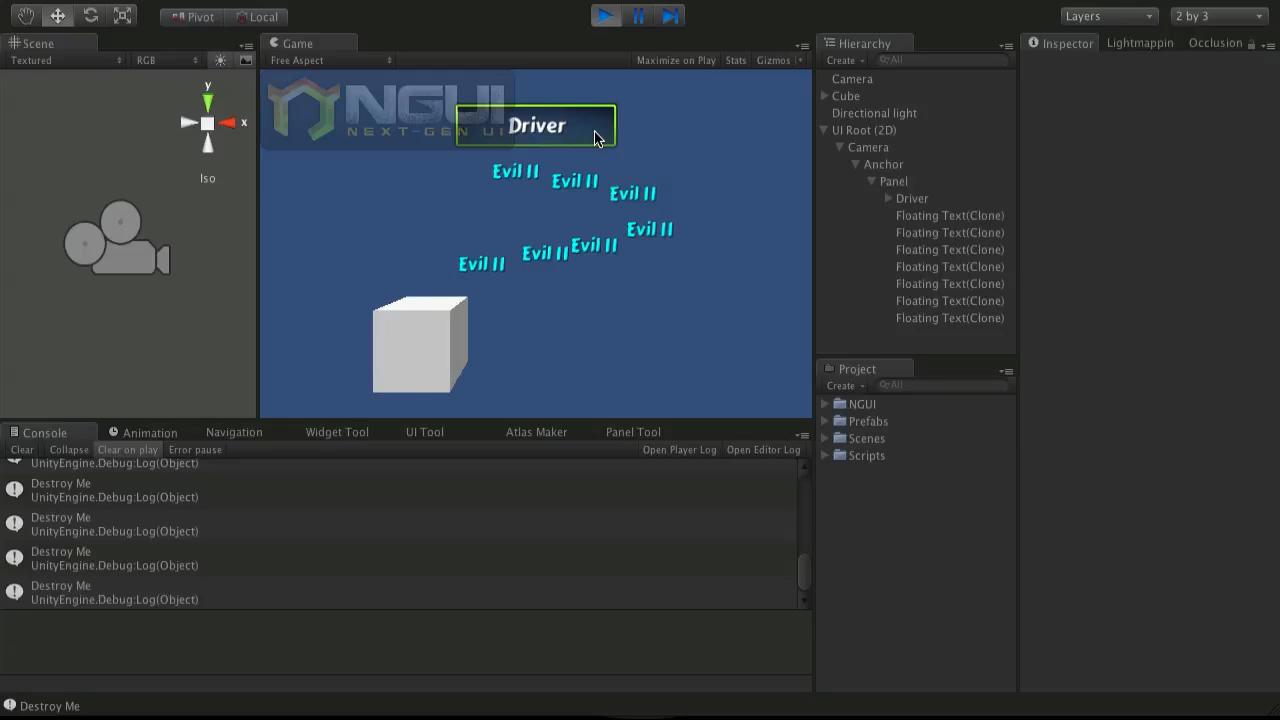 Pivot Local Layers 2 by 3
Scene Game Hierarchy Inspector Lightmappin Occlusion
Textured RGB Free Aspect Maximize on Play Stats Gizmos Create All
y
x
Iso
NGUI
NEXT-GEN UI
Driver
Evil II
Evil II
Evil II
Evil II
Evil II
Evil II
Evil II
Camera
Cube
Directional light
UI Root (2D)
Camera
Anchor
Panel
Driver
Floating Text(Clone)
Floating Text(Clone)
Floating Text(Clone)
Floating Text(Clone)
Floating Text(Clone)
Floating Text(Clone)
Floating Text(Clone)
Project
Create All
NGUI
Prefabs
Scenes
Scripts
Console Animation Navigation Widget Tool UI Tool Atlas Maker Panel Tool
Clear Collapse Clear on play Error pause Open Player Log Open Editor Log
UnityEngine.Debug:Log(Object)
Destroy Me
UnityEngine.Debug:Log(Object)
Destroy Me
UnityEngine.Debug:Log(Object)
Destroy Me
UnityEngine.Debug:Log(Object)
Destroy Me
UnityEngine.Debug:Log(Object)
Destroy Me